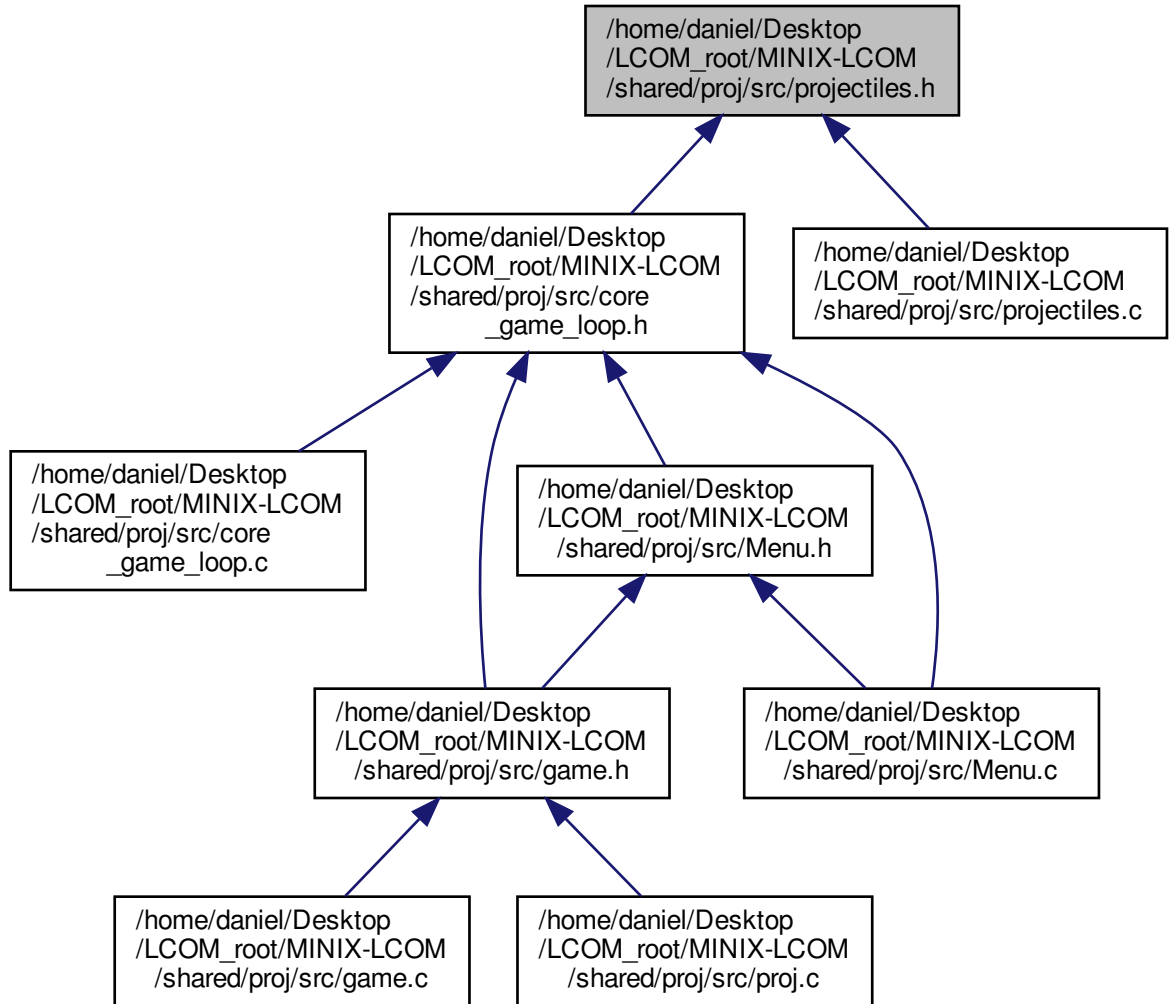 /home/daniel/Desktop
/LCOM_root/MINIX-LCOM
/shared/proj/src/projectiles.h
/home/daniel/Desktop
/LCOM_root/MINIX-LCOM
/shared/proj/src/core
_game_loop.h
/home/daniel/Desktop
/LCOM_root/MINIX-LCOM
/shared/proj/src/projectiles.c
/home/daniel/Desktop
/LCOM_root/MINIX-LCOM
/shared/proj/src/core
_game_loop.c
/home/daniel/Desktop
/LCOM_root/MINIX-LCOM
/shared/proj/src/Menu.h
/home/daniel/Desktop
/LCOM_root/MINIX-LCOM
/shared/proj/src/game.h
/home/daniel/Desktop
/LCOM_root/MINIX-LCOM
/shared/proj/src/Menu.c
/home/daniel/Desktop
/LCOM_root/MINIX-LCOM
/shared/proj/src/game.c
/home/daniel/Desktop
/LCOM_root/MINIX-LCOM
/shared/proj/src/proj.c